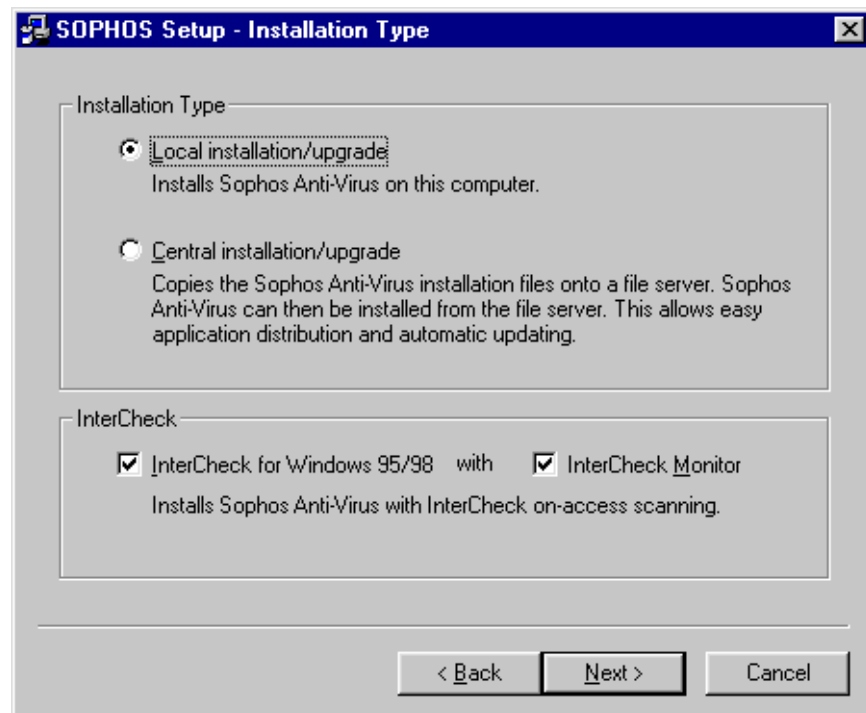 SOPHOS Setup - Installation Type
Installation Type
Local installation/upgrade
Installs Sophos Anti-Virus on this computer.
Central installation/upgrade
Copies the Sophos Anti-Virus installation files onto a file server. Sophos
Anti-Virus can then be installed from the file server. This allows easy
application distribution and automatic updating.
InterCheck
InterCheck for Windows 95/98 with InterCheck Monitor
Installs Sophos Anti-Virus with InterCheck on-access scanning.
< Back Next > Cancel